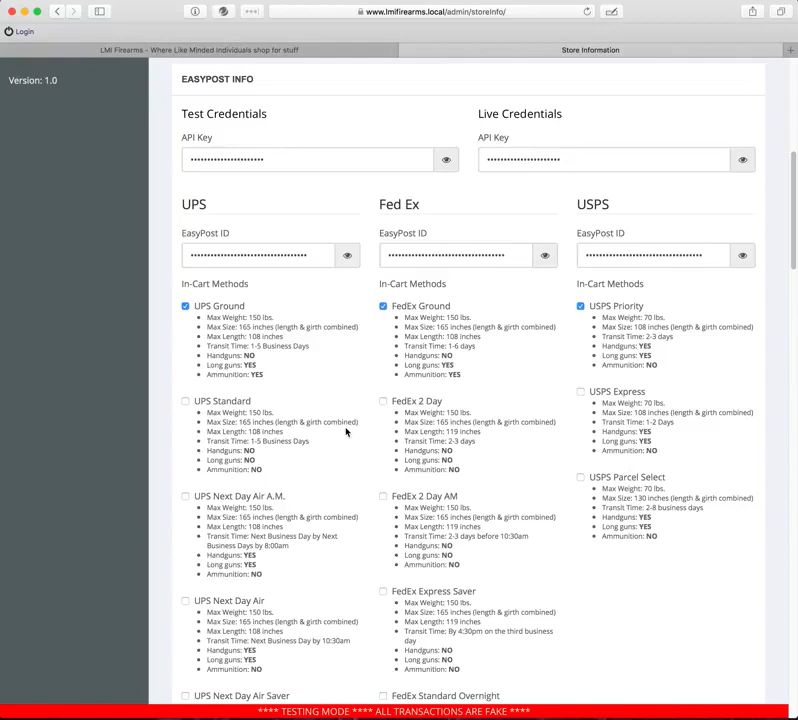 www.lmifirearms.local/admin/storeInfo/
Login
LMI Firearms - Where Like Minded Individuals shop for stuff
Store Information
Version: 1.0
EASYPOST INFO
Test Credentials
API Key
•••••••••••••••••••••
Live Credentials
API Key
•••••••••••••••••••••
UPS
EasyPost ID
•••••••••••••••••••••••••••••••••
In-Cart Methods
UPS Ground
• Max Weight: 150 lbs.
• Max Size: 165 inches (length & girth combined)
• Max Length: 108 inches
• Transit Time: 1-5 Business Days
• Handguns: NO
• Long guns: YES
• Ammunition: YES
UPS Standard
• Max Weight: 150 lbs.
• Max Size: 165 inches (length & girth combined)
• Max Length: 108 inches
• Transit Time: 1-5 Business Days
• Handguns: NO
• Long guns: NO
• Ammunition: NO
UPS Next Day Air A.M.
• Max Weight: 150 lbs.
• Max Size: 165 inches (length & girth combined)
• Max Length: 108 inches
• Transit Time: Next Business Day by Next
Business Days by 8:00am
• Handguns: YES
• Long guns: YES
• Ammunition: NO
UPS Next Day Air
• Max Weight: 150 lbs.
• Max Size: 165 inches (length & girth combined)
• Max Length: 108 inches
• Transit Time: Next Business Day by 10:30am
• Handguns: YES
• Long guns: YES
• Ammunition: NO
UPS Next Day Air Saver
Fed Ex
EasyPost ID
•••••••••••••••••••••••••••••••••
In-Cart Methods
FedEx Ground
• Max Weight: 150 lbs.
• Max Size: 165 inches (length & girth combined)
• Max Length: 108 inches
• Transit Time: 1-6 days
• Handguns: NO
• Long guns: YES
• Ammunition: YES
FedEx 2 Day
• Max Weight: 150 lbs.
• Max Size: 165 inches (length & girth combined)
• Max Length: 119 inches
• Transit Time: 2-3 days
• Handguns: NO
• Long guns: NO
• Ammunition: NO
FedEx 2 Day AM
• Max Weight: 150 lbs.
• Max Size: 165 inches (length & girth combined)
• Max Length: 119 inches
• Transit Time: 2-3 days before 10:30am
• Handguns: NO
• Long guns: NO
• Ammunition: NO
FedEx Express Saver
• Max Weight: 150 lbs.
• Max Size: 165 inches (length & girth combined)
• Max Length: 119 inches
• Transit Time: By 4:30pm on the third business
day
• Handguns: NO
• Long guns: NO
• Ammunition: NO
FedEx Standard Overnight
USPS
EasyPost ID
•••••••••••••••••••••••••••••••••
In-Cart Methods
USPS Priority
• Max Weight: 70 lbs.
• Max Size: 108 inches (length & girth combined)
• Transit Time: 2-3 days
• Handguns: YES
• Long guns: YES
• Ammunition: NO
USPS Express
• Max Weight: 70 lbs.
• Max Size: 108 inches (length & girth combined)
• Transit Time: 1-2 Days
• Handguns: YES
• Long guns: YES
• Ammunition: NO
USPS Parcel Select
• Max Weight: 70 lbs.
• Max Size: 130 inches (length & girth combined)
• Transit Time: 2-8 business days
• Handguns: YES
• Long guns: YES
• Ammunition: NO
**** TESTING MODE **** ALL TRANSACTIONS ARE FAKE ****